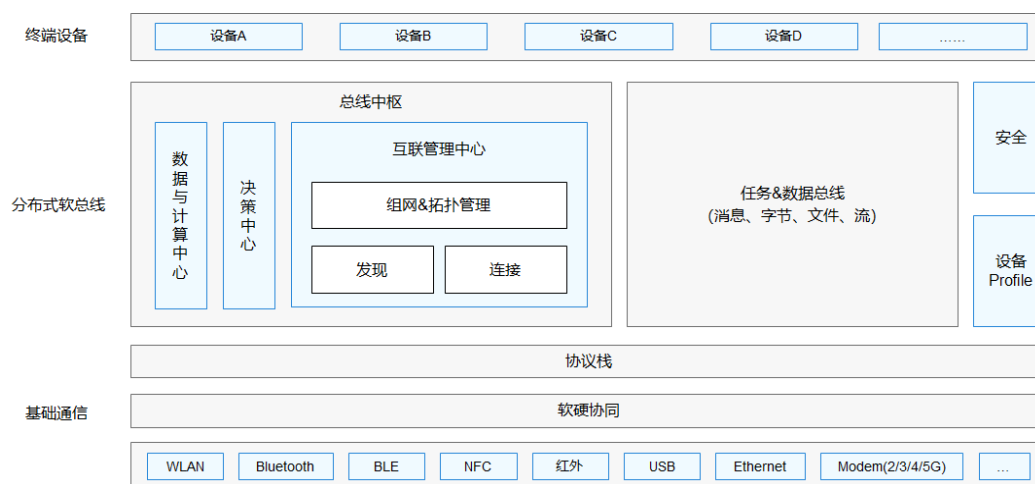 终端设备
设备A
设备B
设备C
设备D
……
分布式软总线
总线中枢
数据与计算中心
决策中心
互联管理中心
组网&拓扑管理
发现
连接
任务&数据总线
(消息、字节、文件、流)
安全
设备
Profile
基础通信
协议栈
软硬协同
WLAN
Bluetooth
BLE
NFC
红外
USB
Ethernet
Modem(2/3/4/5G)
…